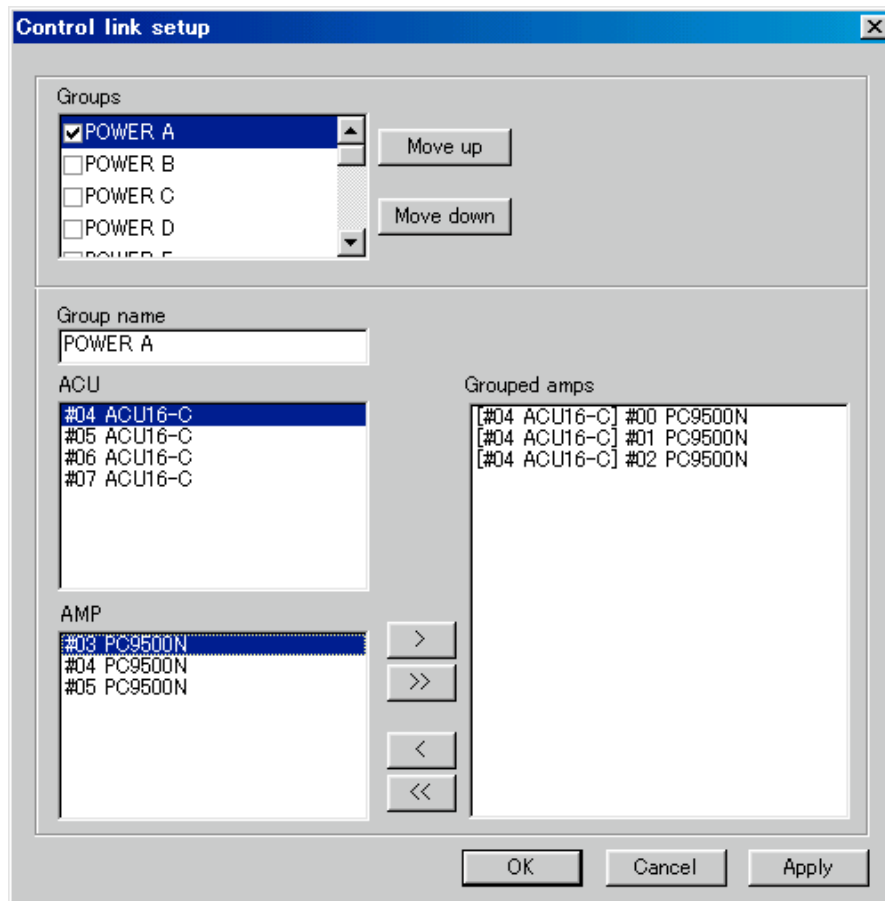 Control link setup
Groups
POWER A
POWER B
POWER C
POWER D
Move up
Move down
Group name
POWER A
ACU
#04 ACU16-C
#05 ACU16-C
#06 ACU16-C
#07 ACU16-C
Grouped amps
[#04 ACU16-C] #00 PC9500N
[#04 ACU16-C] #01 PC9500N
[#04 ACU16-C] #02 PC9500N
AMP
#03 PC9500N
#04 PC9500N
#05 PC9500N
>
>>
<
<<
OK
Cancel
Apply